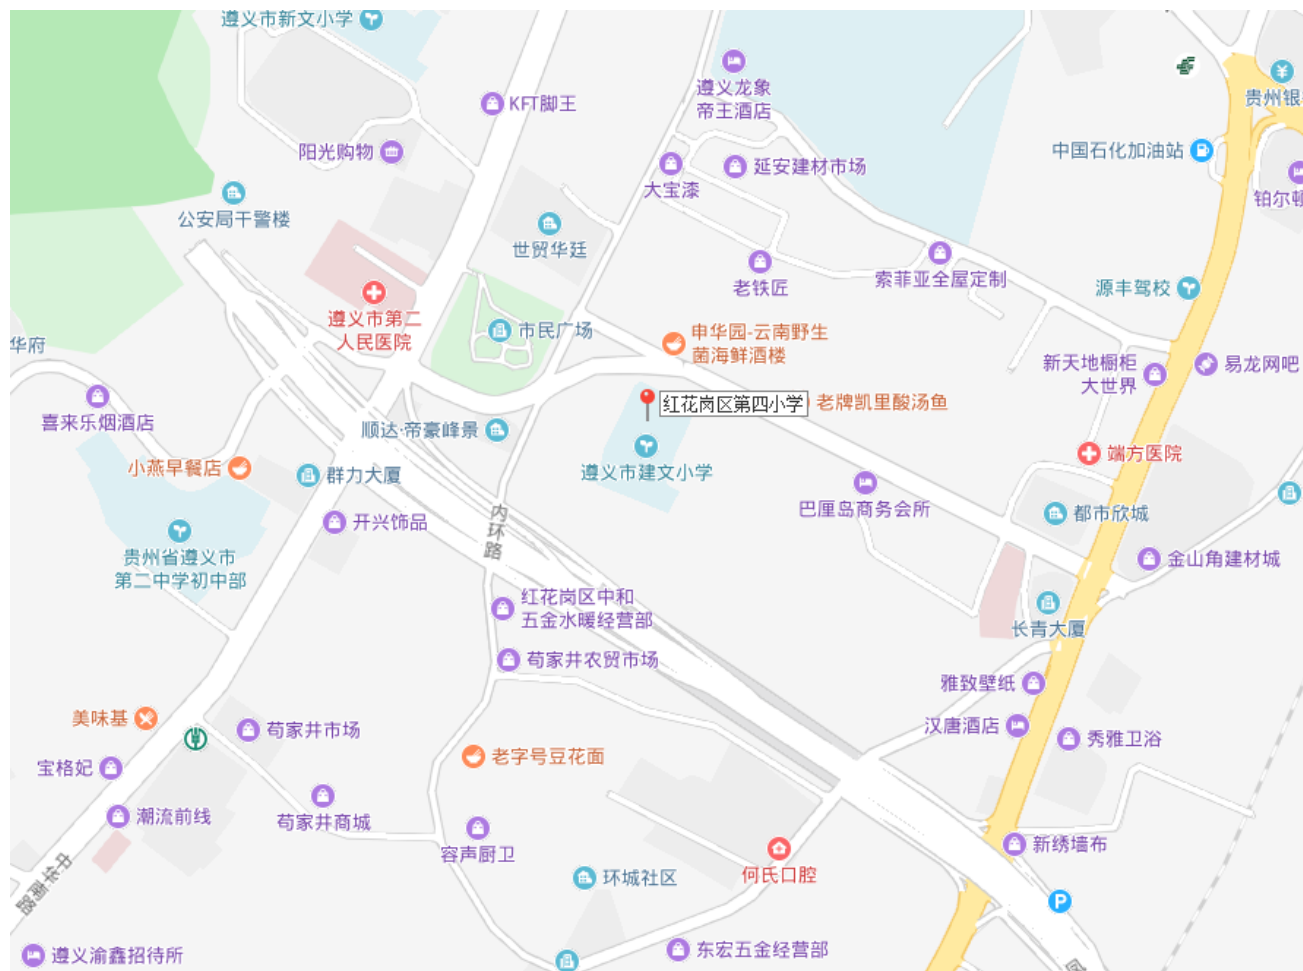 遵义市新文小学
KFT脚王
遵义龙象
帝王酒店
贵州银
阳光购物
大宝漆
延安建材市场
中国石化加油站
铂尔顿
公安局干警楼
世贸华廷
老铁匠
索菲亚全屋定制
源丰驾校
遵义市第二
人民医院
市民广场
申华园-云南野生
菌海鲜酒楼
华府
新天地橱柜
大世界
易龙网吧
喜来乐烟酒店
红花岗区第四小学
老牌凯里酸汤鱼
顺达·帝豪峰景
小燕早餐店
群力大厦
遵义市建文小学
端方医院
开兴饰品
内环路
巴厘岛商务会所
都市欣城
贵州省遵义市
第二中学初中部
金山角建材城
红花岗区中和
五金水暖经营部
长青大厦
苟家井农贸市场
雅致壁纸
美味基
苟家井市场
汉唐酒店
秀雅卫浴
宝格妃
老字号豆花面
潮流前线
苟家井商城
容声厨卫
新绣墙布
中华南路
环城社区
何氏口腔
P
遵义渝鑫招待所
东宏五金经营部